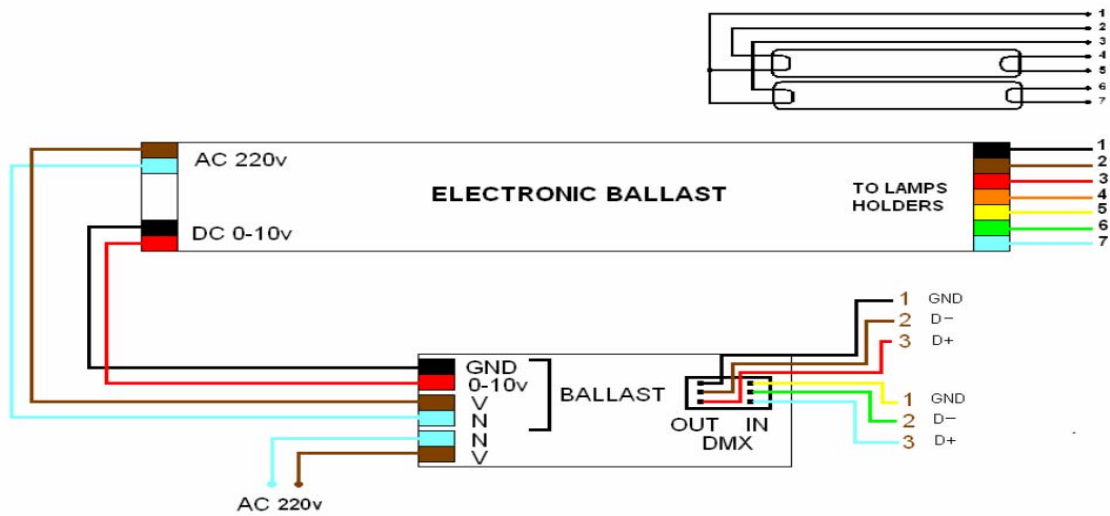 1
2
3
4
5
6
7
AC 220v
ELECTRONIC BALLAST
TO LAMPS
HOLDERS
1
2
3
4
5
6
7
DC 0-10v
1 GND
2 D-
3 D+
GND
0-10v
V
N
BALLAST
N
V
OUT IN
DMX
1 GND
2 D-
3 D+
AC 220v